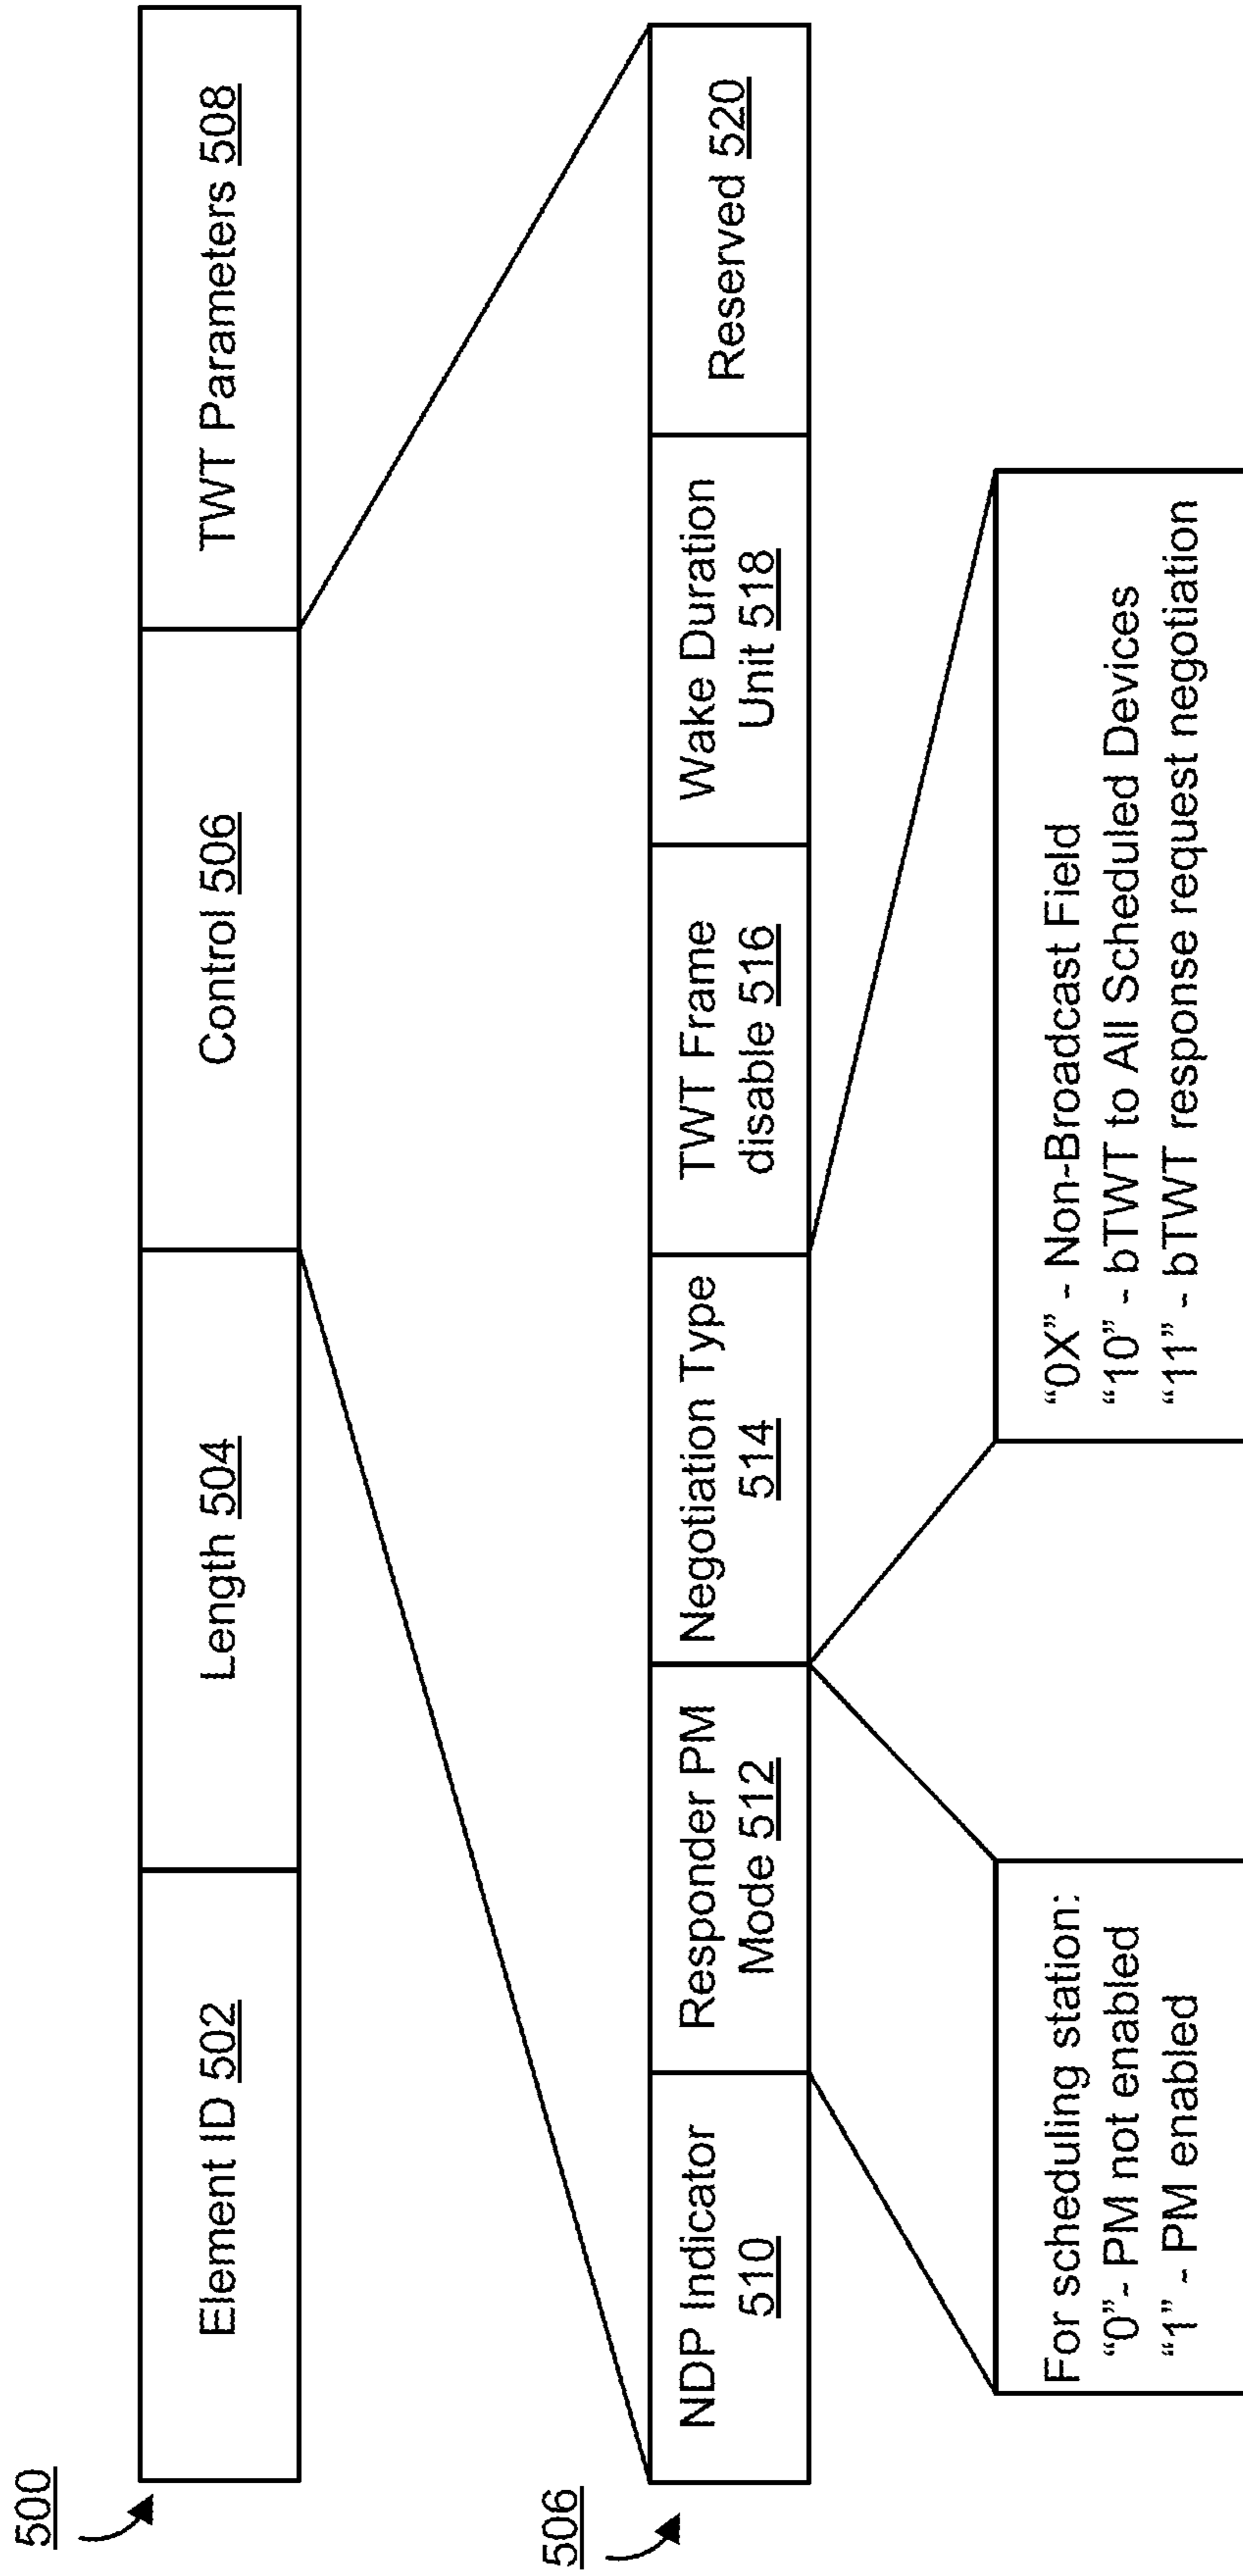 500
Element ID 502
Length 504
Control 506
TWT Parameters 508
506
NDP Indicator
510
Responder PM
Mode 512
Negotiation Type
514
TWT Frame
disable 516
Wake Duration
Unit 518
Reserved 520
For scheduling station:
“0”- PM not enabled
“1” - PM enabled
“0X” - Non-Broadcast Field
“10” - bTWT to All Scheduled Devices
“11” - bTWT response request negotiation